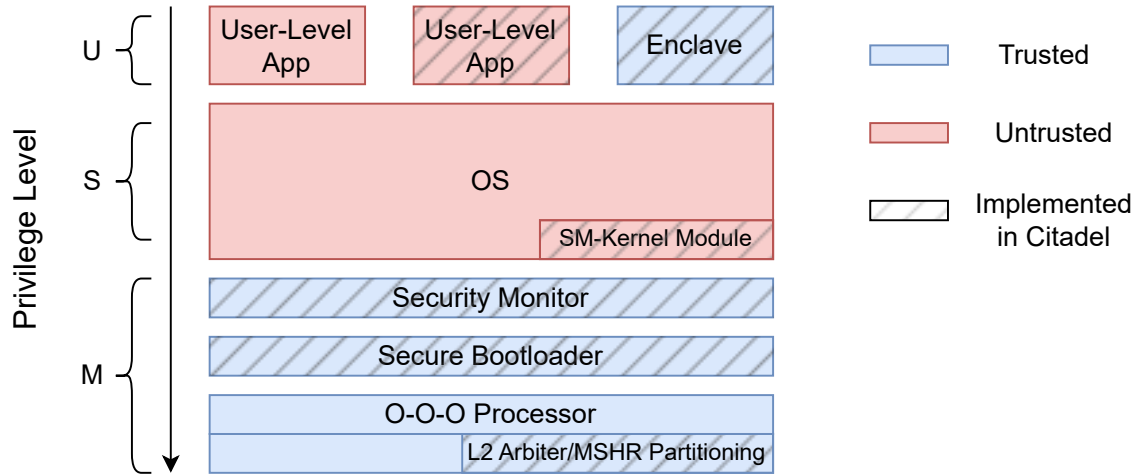 Privilege Level
U
User-Level
App
User-Level
App
Enclave
S
OS
SM-Kernel Module
M
Security Monitor
Secure Bootloader
O-O-O Processor
L2 Arbiter/MSHR Partitioning
Trusted
Untrusted
Implemented
in Citadel